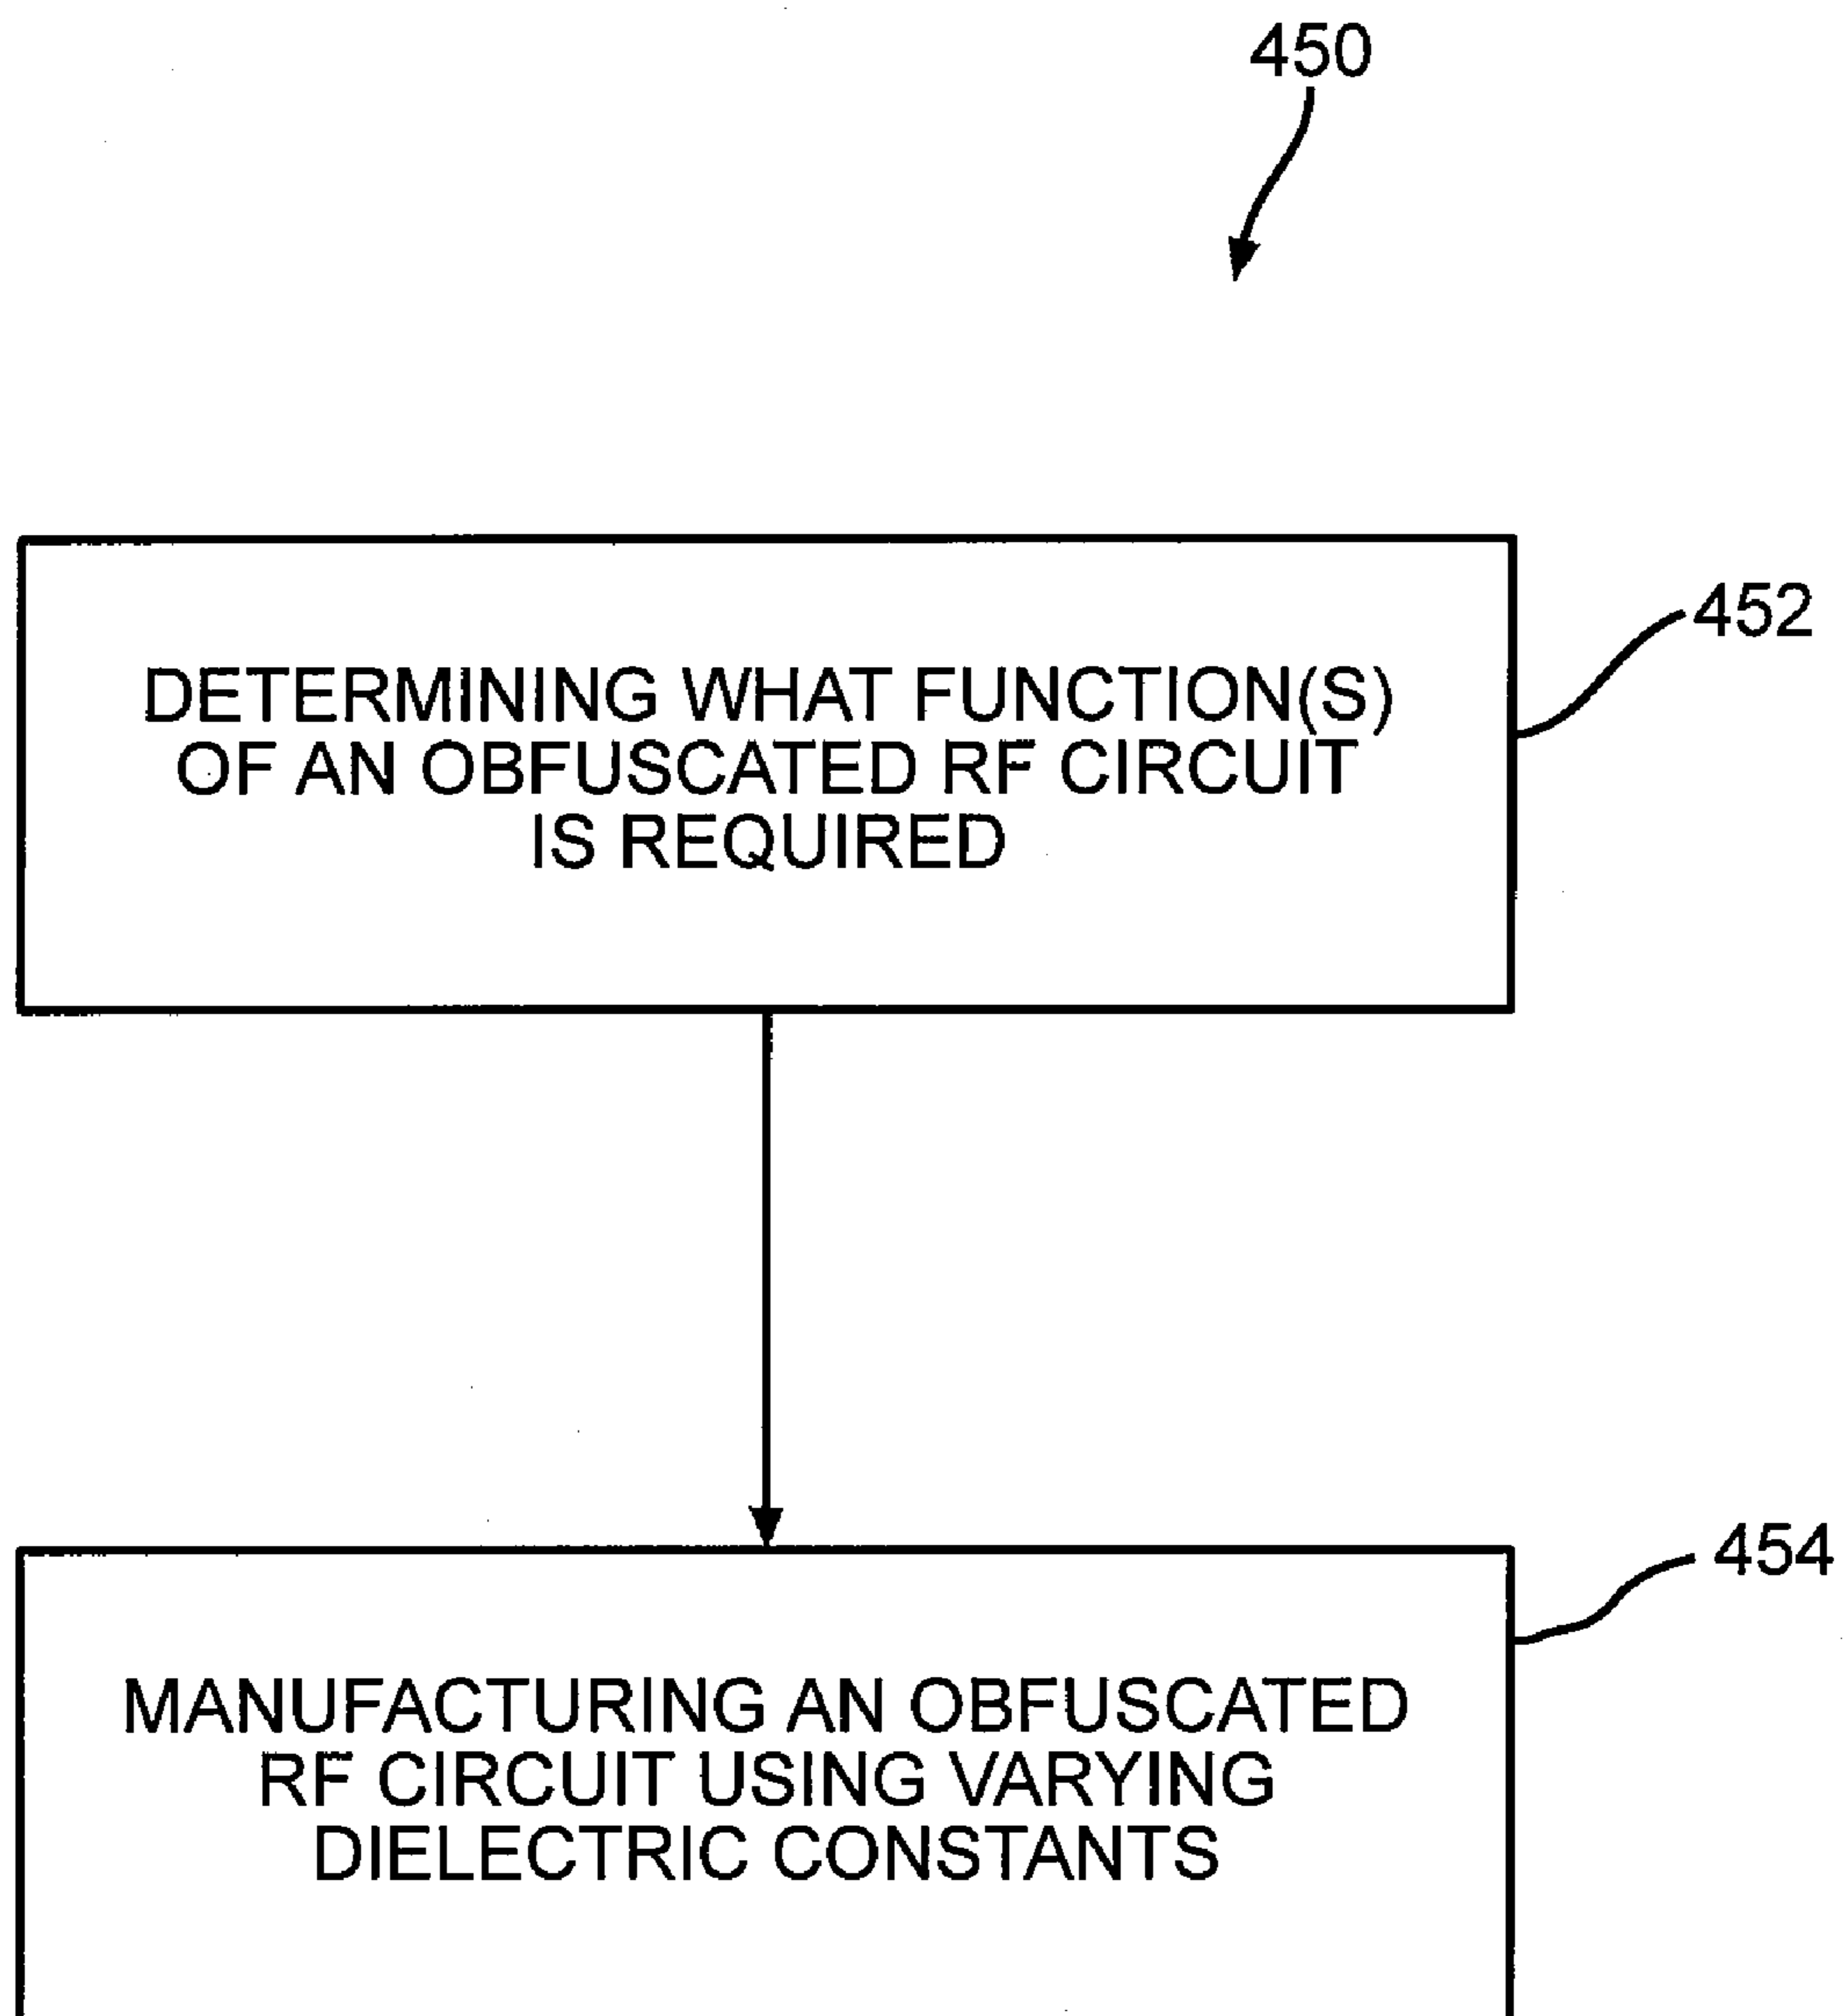 450
452
DETERMINING WHAT FUNCTION(S)
OF AN OBFUSCATED RF CIRCUIT
IS REQUIRED
454
MANUFACTURING AN OBFUSCATED
RF CIRCUIT USING VARYING
DIELECTRIC CONSTANTS